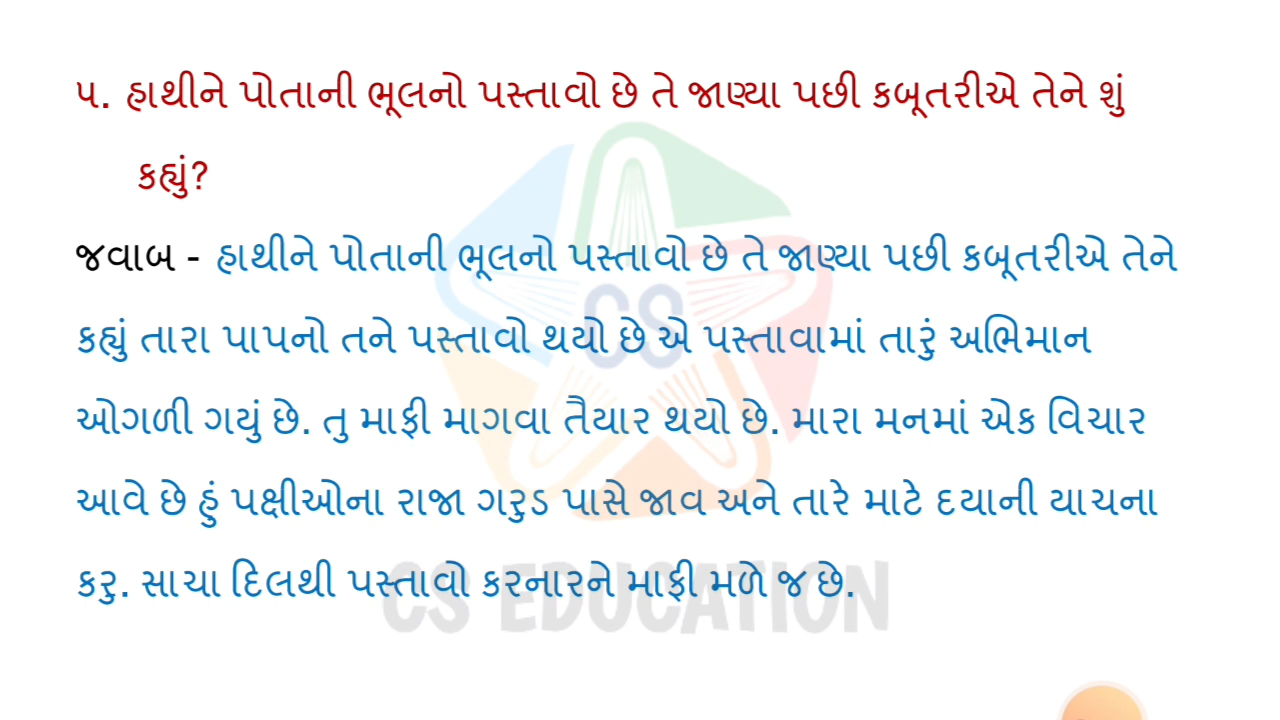 ૫. હાથીને પોતાની ભૂલનો પસ્તાવો છે તે જાણ્યા પછી કબૂતરીએ તેને શું
કહ્યું?
જવાબ - હાથીને પોતાની ભૂલનો પસ્તાવો છે તે જાણ્યા પછી કબૂતરીએ તેને
કહ્યું તારા પાપનો તને પસ્તાવો થયો છે એ પસ્તાવામાં તારું અભિમાન
ઓગળી ગયું છે. તુ માફી માગવા તૈયાર થયો છે. મારા મનમાં એક વિચાર
આવે છે હું પક્ષીઓના રાજા ગરુડ પાસે જાવ અને તારે માટે દયાની યાચના
કરુ. સાચા દિલથી પસ્તાવો કરનારને માફી મળે જ છે.
CS
CS EDUCATION